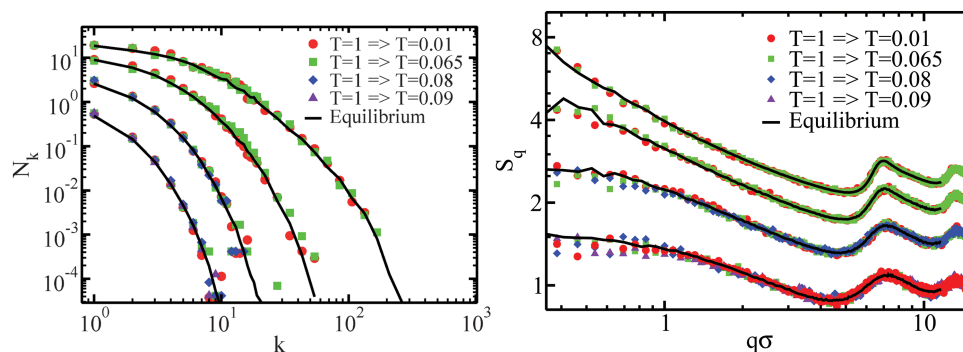 T=1 => T=0.01
T=1 => T=0.065
T=1 => T=0.08
T=1 => T=0.09
Equilibrium
10²
10¹
10⁰
10⁻¹
10⁻²
10⁻³
10⁻⁴
N_k
10⁰ 10¹ 10² 10³
k
T=1 => T=0.01
T=1 => T=0.065
T=1 => T=0.08
T=1 => T=0.09
Equilibrium
8
4
2
1
S_q
1 10
qσ